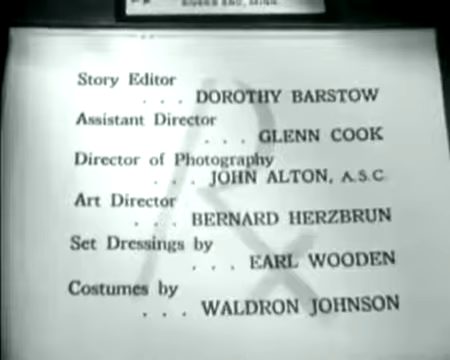 Story Editor
. . . DOROTHY BARSTOW
Assistant Director
. . . GLENN COOK
Director of Photography
. . . JOHN ALTON, A.S.C.
Art Director
. . . BERNARD HERZBRUN
Set Dressings by
. . . EARL WOODEN
Costumes by
. . . WALDRON JOHNSON